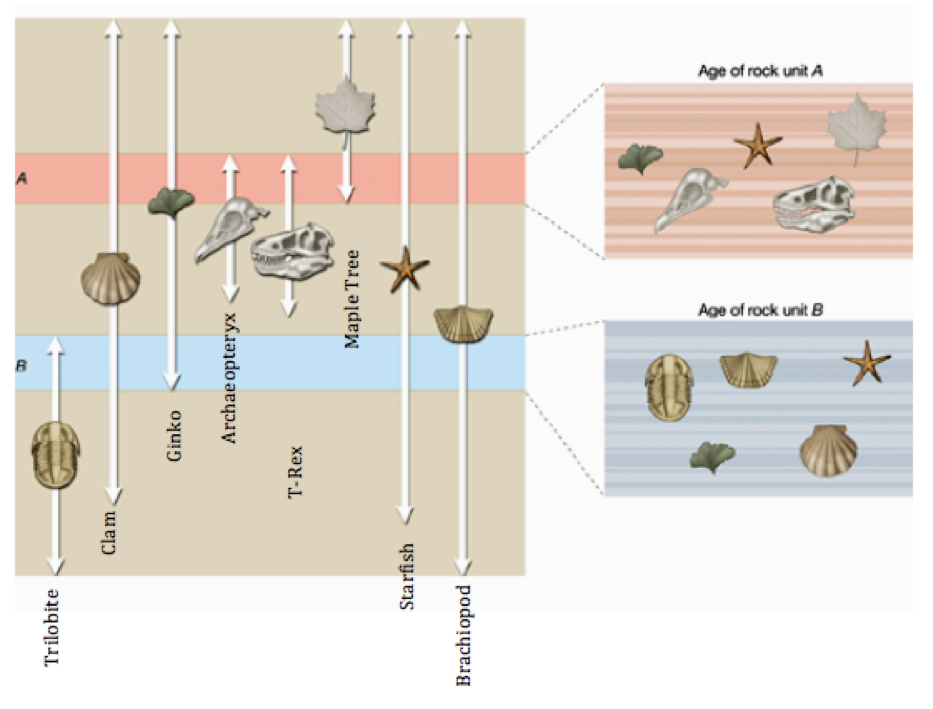 Age of rock unit A
A
Age of rock unit B
B
Trilobite
Clam
Ginko
Archaeopteryx
T-Rex
Maple Tree
Starfish
Brachiopod